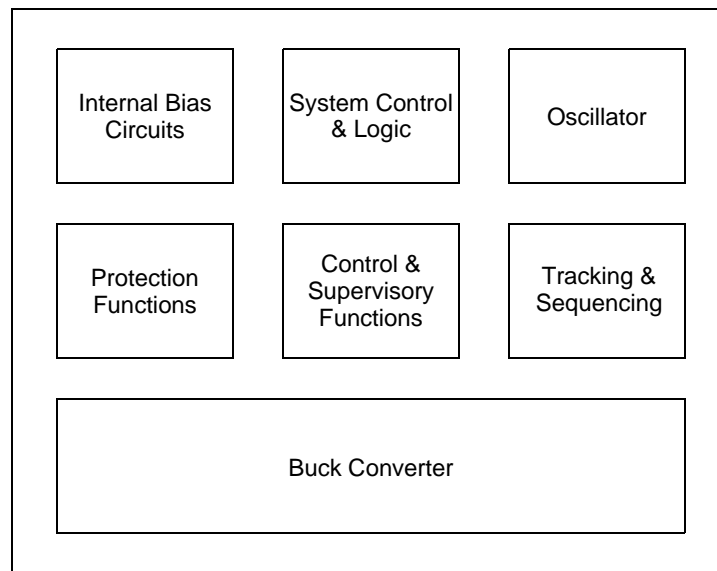 Internal Bias
Circuits
System Control
& Logic
Oscillator
Protection
Functions
Control &
Supervisory
Functions
Tracking &
Sequencing
Buck Converter